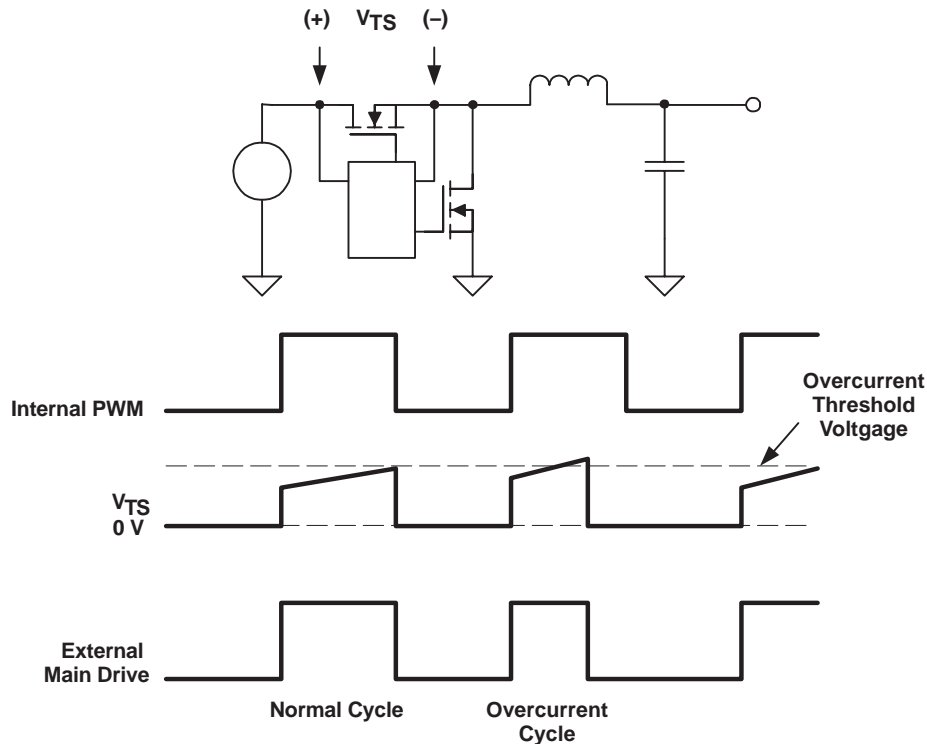 (+) VTS (–)
Internal PWM
Overcurrent
Threshold
Voltgage
VTS
0 V
External
Main Drive
Normal Cycle
Overcurrent
Cycle